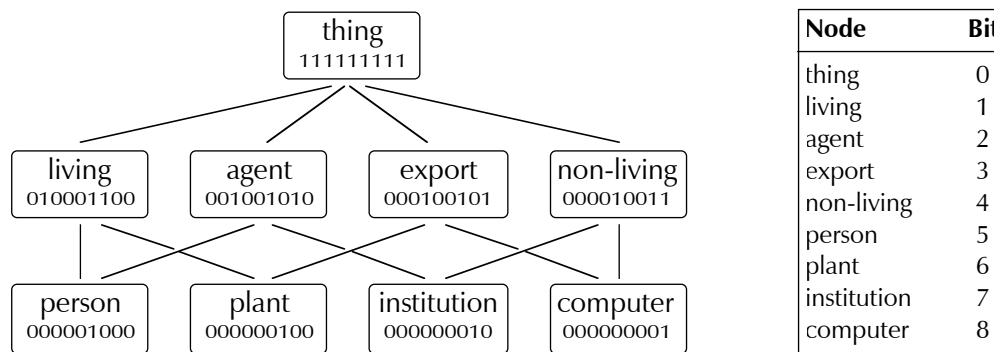 thing
111111111
living agent export non-living
010001100 001001010 000100101 000010011
person plant institution computer
000001000 000000100 000000010 000000001
Node Bit
thing 0
living 1
agent 2
export 3
non-living 4
person 5
plant 6
institution 7
computer 8